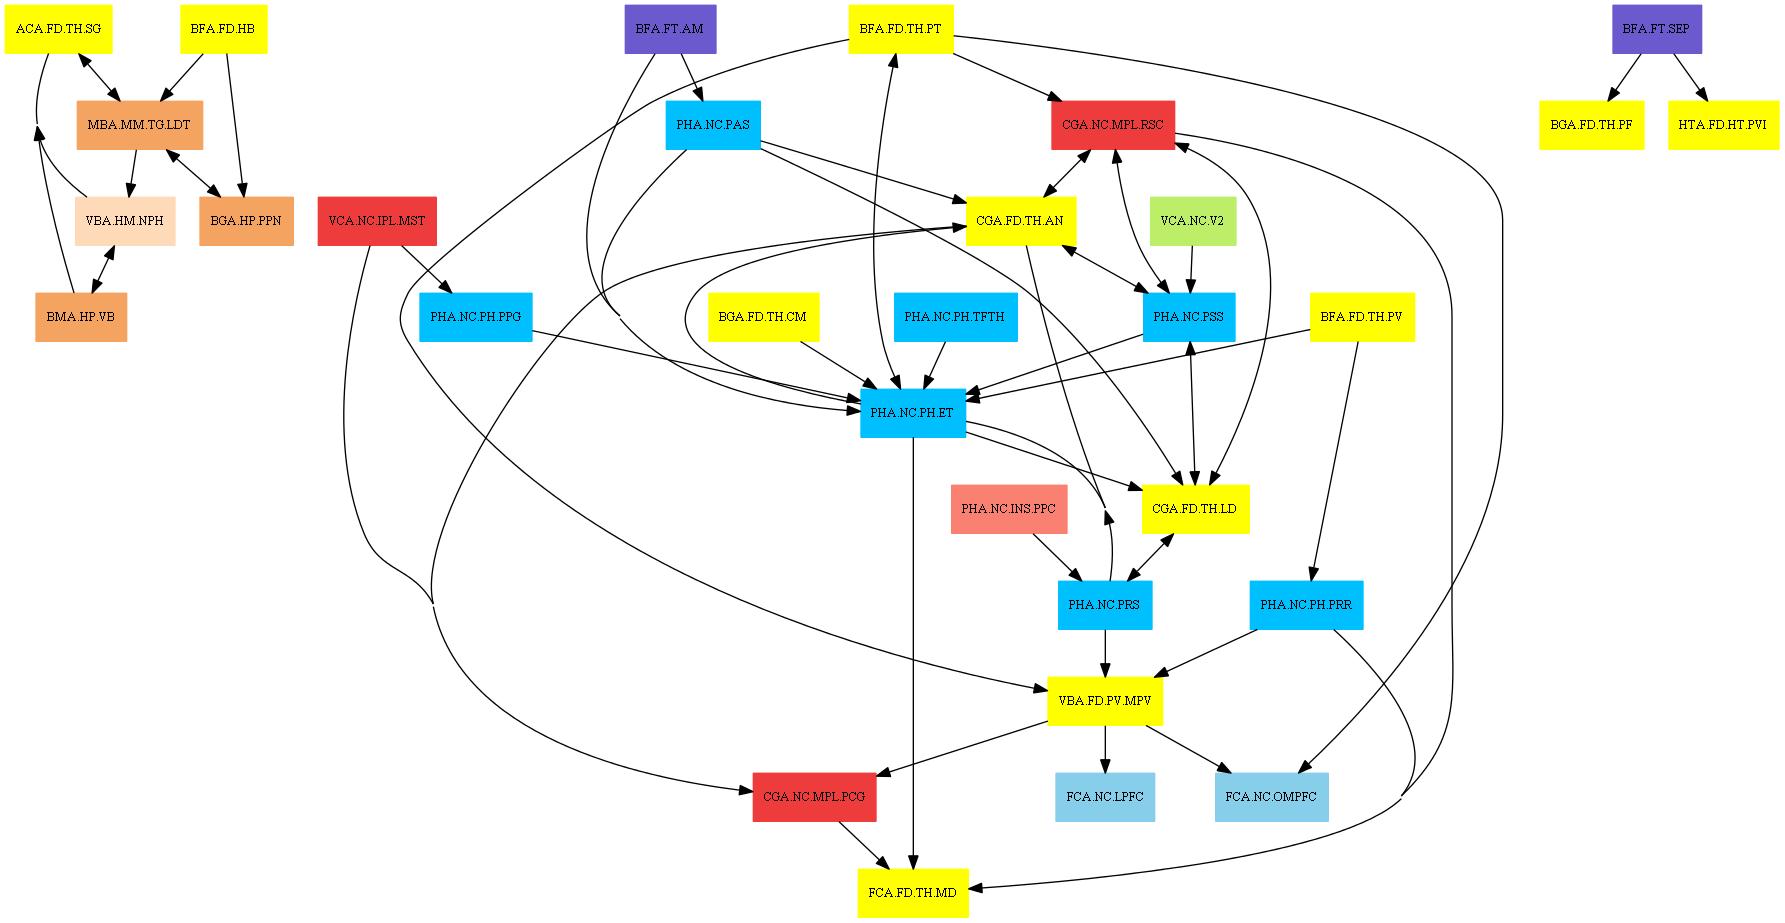 ACA.FD.TH.SG
BFA.FD.HB
BFA.FT.AM
BFA.FD.TH.PT
BFA.FT.SEP
MBA.MM.TG.LDT
PHA.NC.PAS
CGA.NC.MPL.RSC
BGA.FD.TH.PF
HTA.FD.HT.PVI
VBA.HM.NPH
BGA.HP.PPN
VCA.NC.IPL.MST
CGA.FD.TH.AN
VCA.NC.V2
BMA.HP.VB
PHA.NC.PH.PPG
BGA.FD.TH.CM
PHA.NC.PH.TFTH
PHA.NC.PSS
BFA.FD.TH.PV
PHA.NC.PH.ET
PHA.NC.INS.PPC
CGA.FD.TH.LD
PHA.NC.PRS
PHA.NC.PH.PRR
VBA.FD.PV.MPV
CGA.NC.MPL.PCG
FCA.NC.LPFC
FCA.NC.OMPFC
FCA.FD.TH.MD